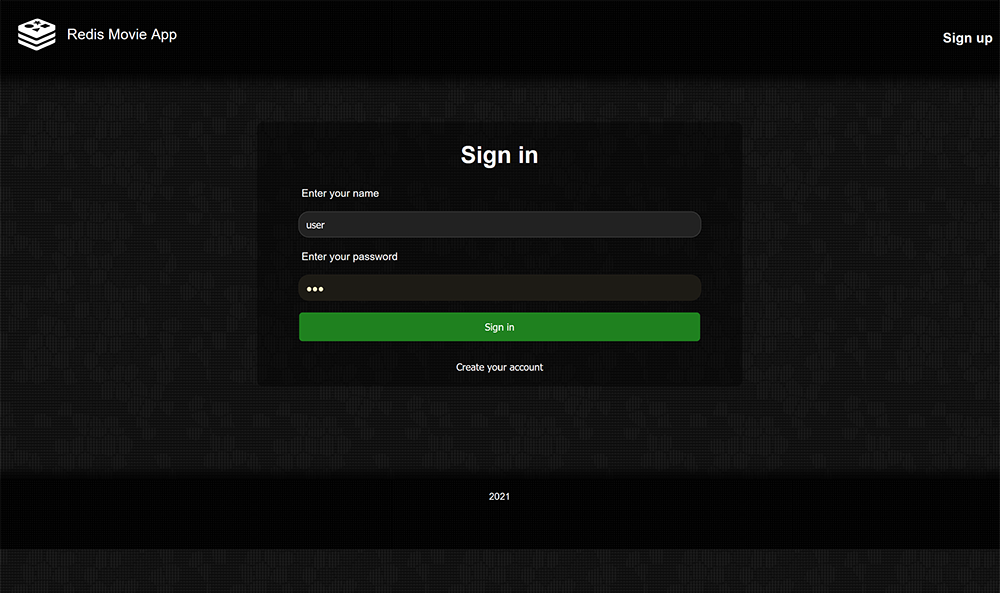 Redis Movie App
Sign up
Sign in
Enter your name
user
Enter your password
•••
Sign in
Create your account
2021